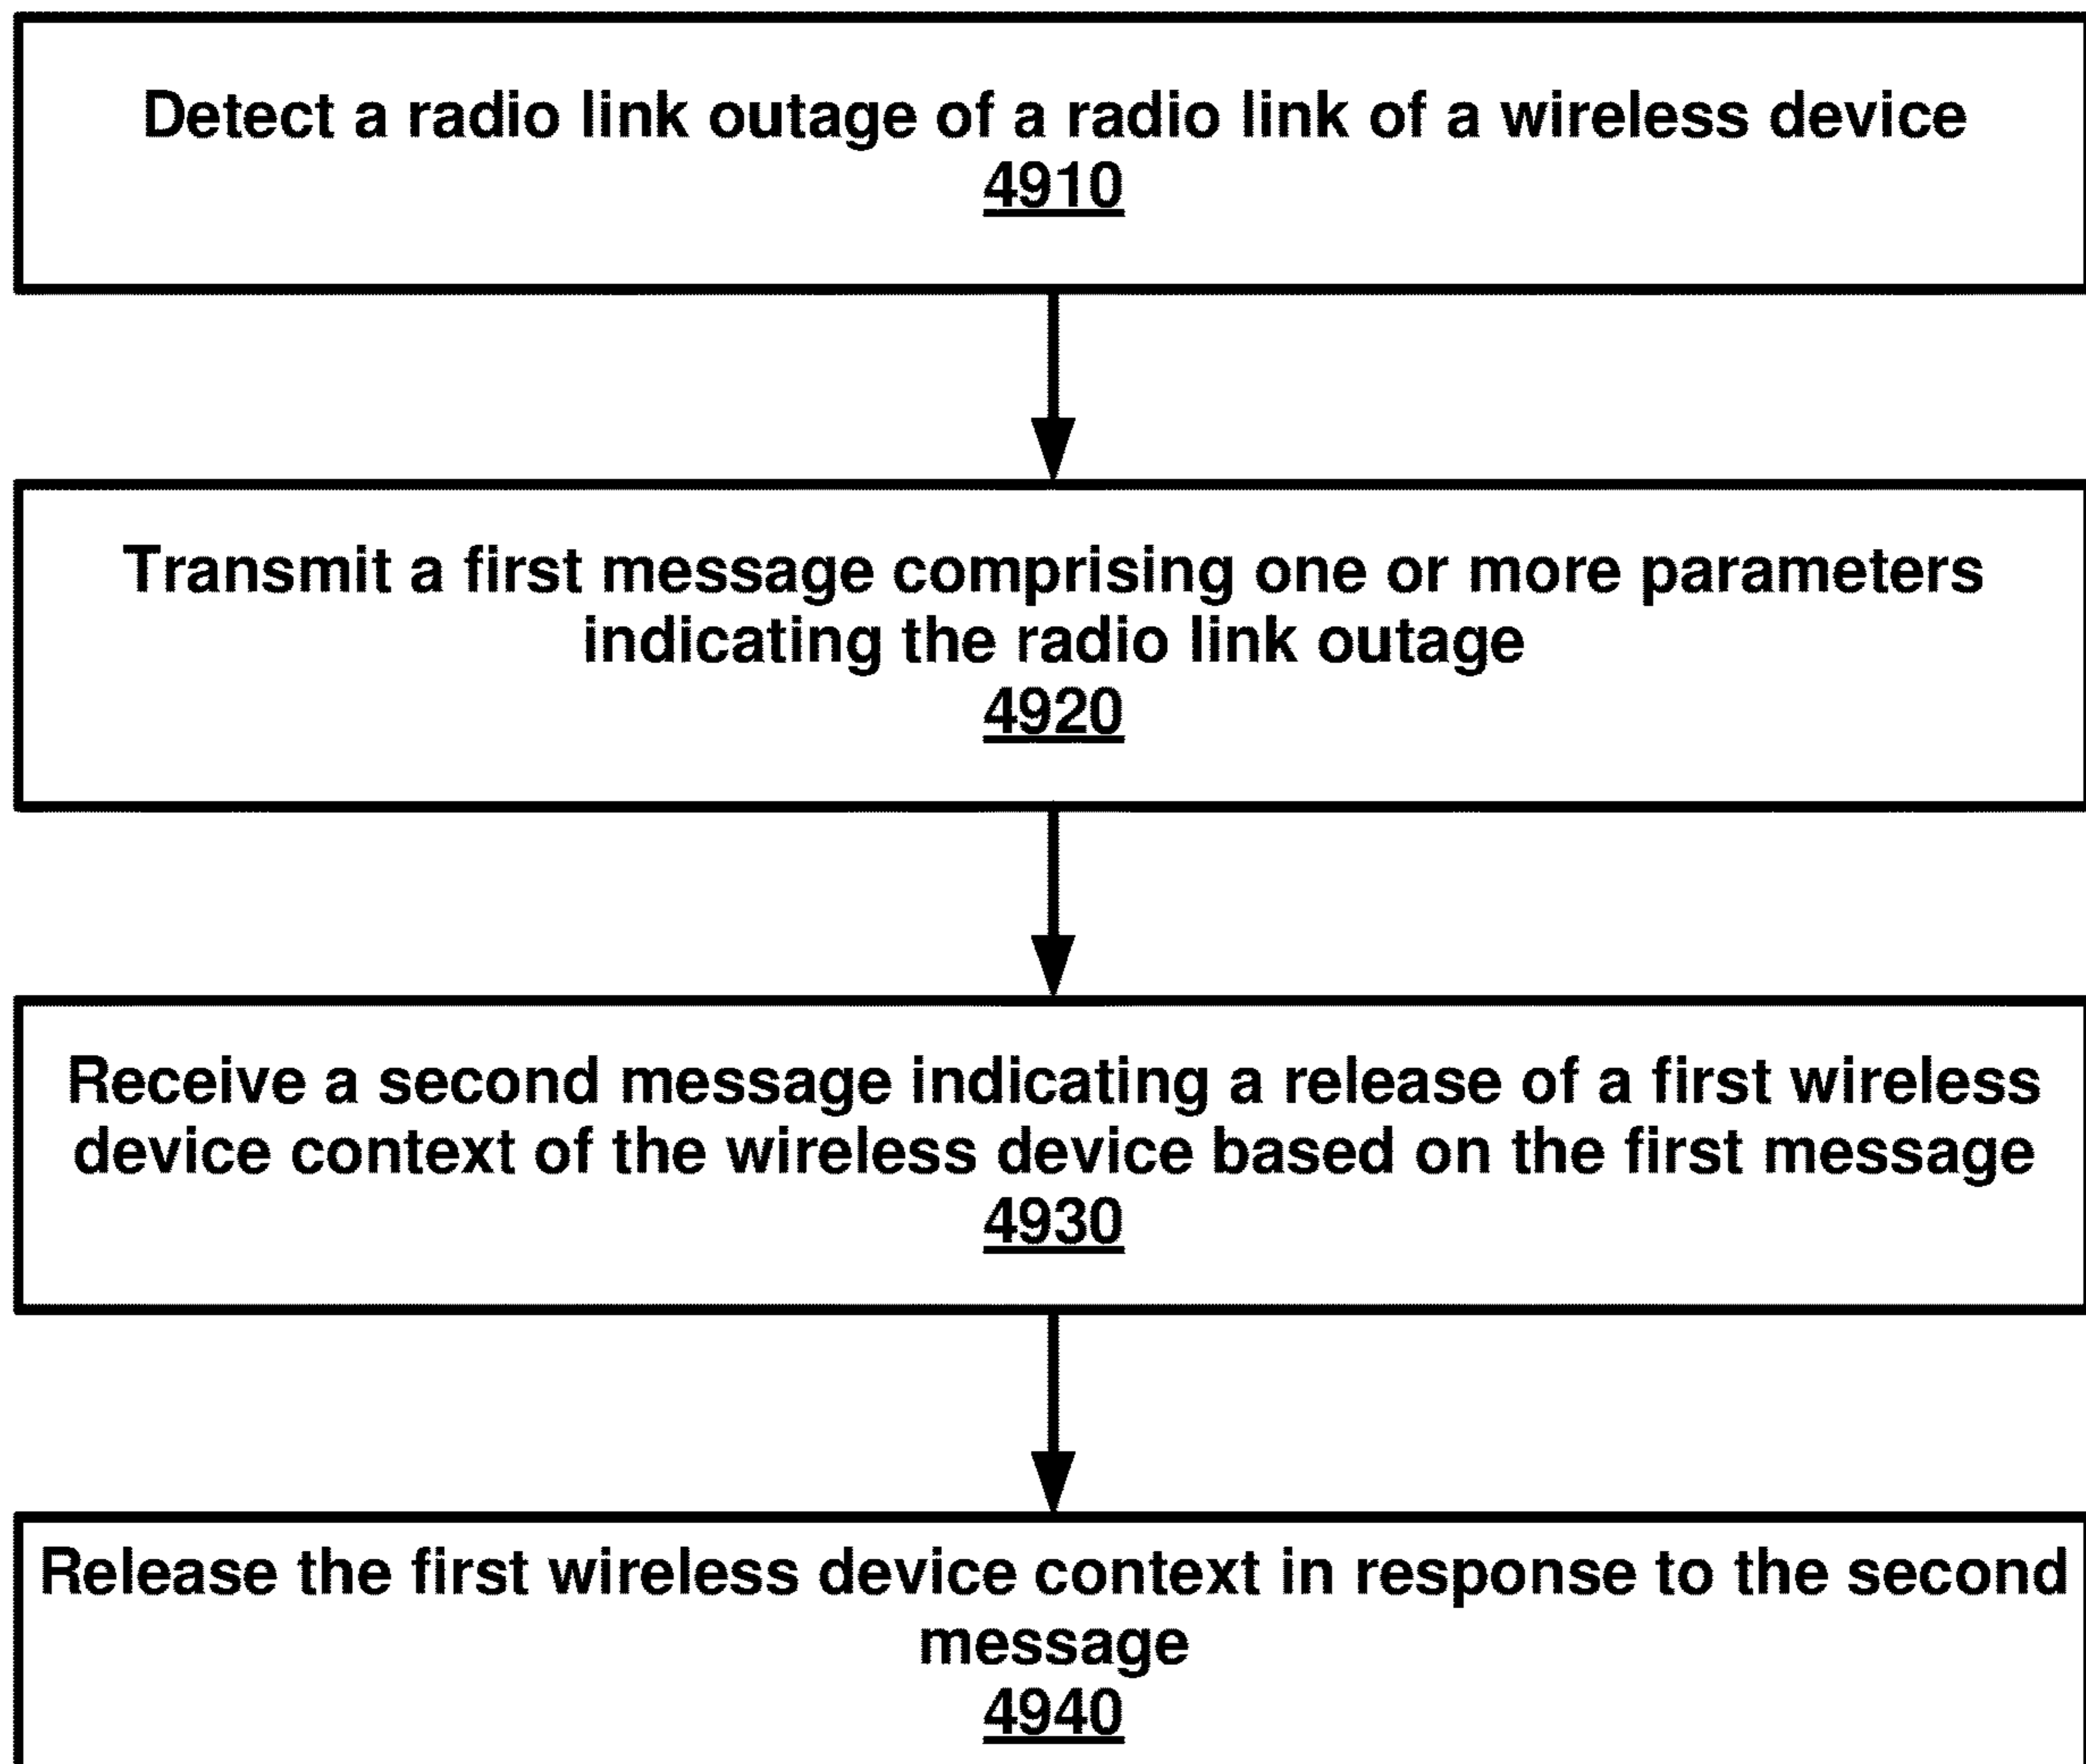 Detect a radio link outage of a radio link of a wireless device
4910
Transmit a first message comprising one or more parameters
indicating the radio link outage
4920
Receive a second message indicating a release of a first wireless
device context of the wireless device based on the first message
4930
Release the first wireless device context in response to the second
message
4940